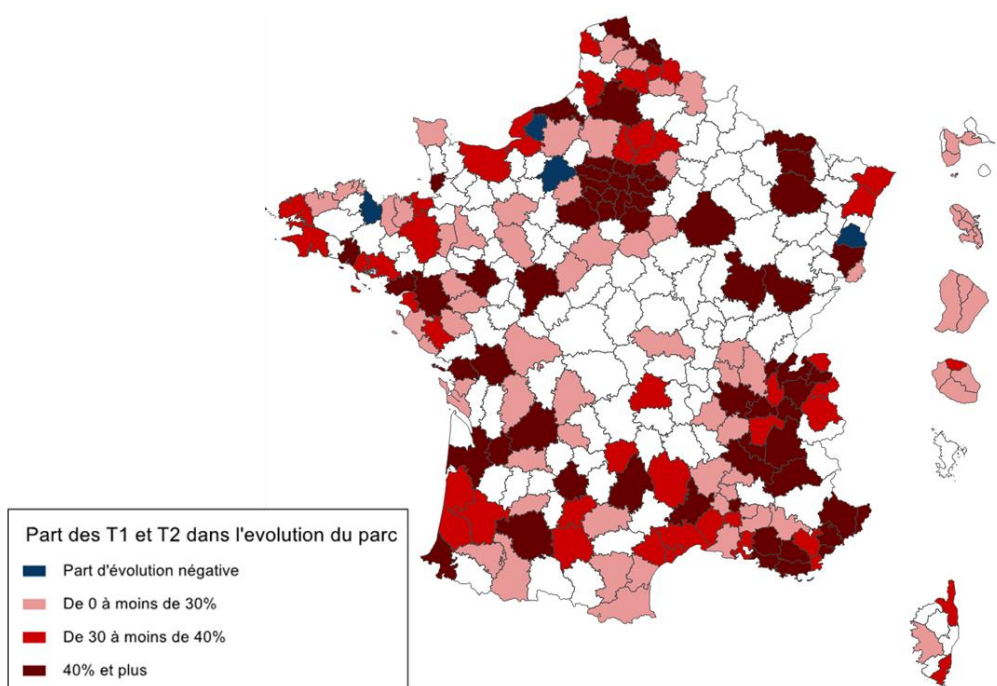 Part des T1 et T2 dans l'evolution du parc
Part d'évolution négative
De 0 à moins de 30%
De 30 à moins de 40%
40% et plus